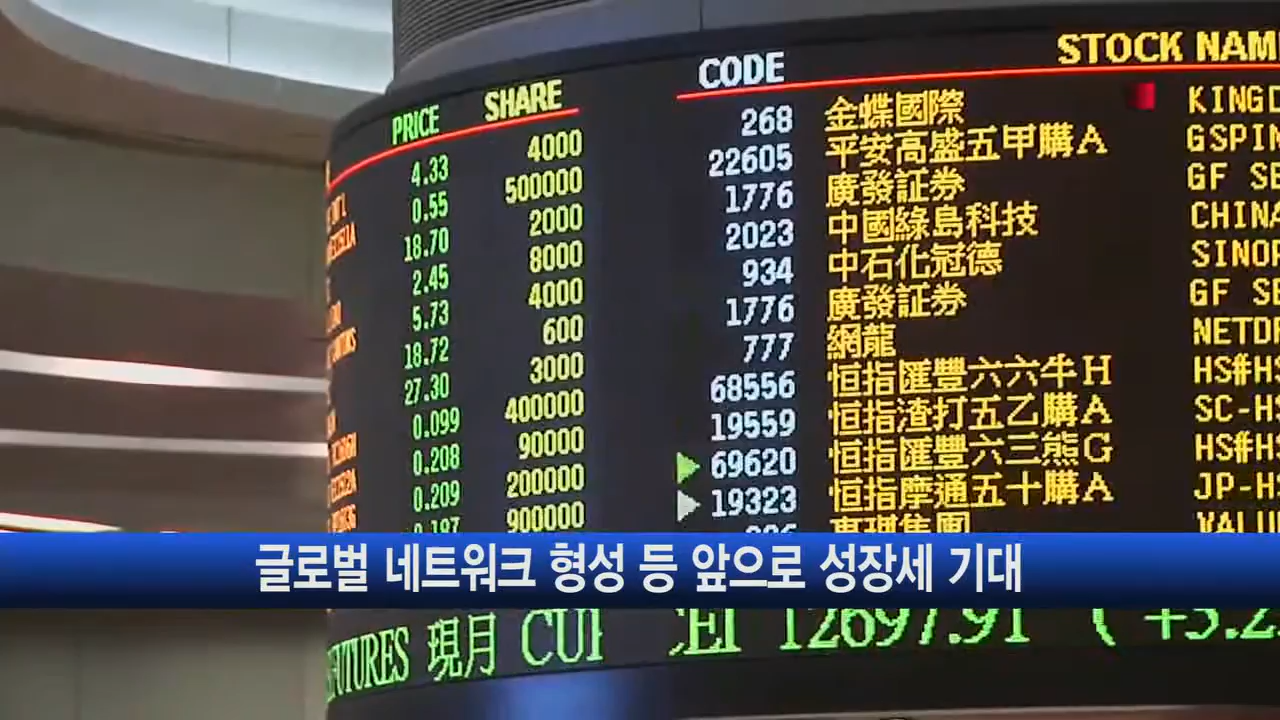 PRICE SHARE CODE STOCK NAM
4.33 4000 268 金蝶國際 KINGD
0.55 500000 22605 平安高盛五甲購A GSPIN
18.70 2000 1776 廣發証券 GF SE
2.45 8000 2023 中國綠島科技 CHINA
5.73 4000 934 中石化冠德 SINOP
18.72 600 1776 廣發証券 GF SE
27.30 3000 777 網龍 NETDR
0.099 400000 68556 恒指匯豐六六牛H HS#HS
0.208 90000 19559 恒指渣打五乙購A SC-HS
0.209 200000 69620 恒指匯豐六三熊G HS#HS
0.187 900000 19323 恒指摩通五十購A JP-HS
VALU
글로벌 네트워크 형성 등 앞으로 성장세 기대
FUTURES 現月 CUR 12697.91